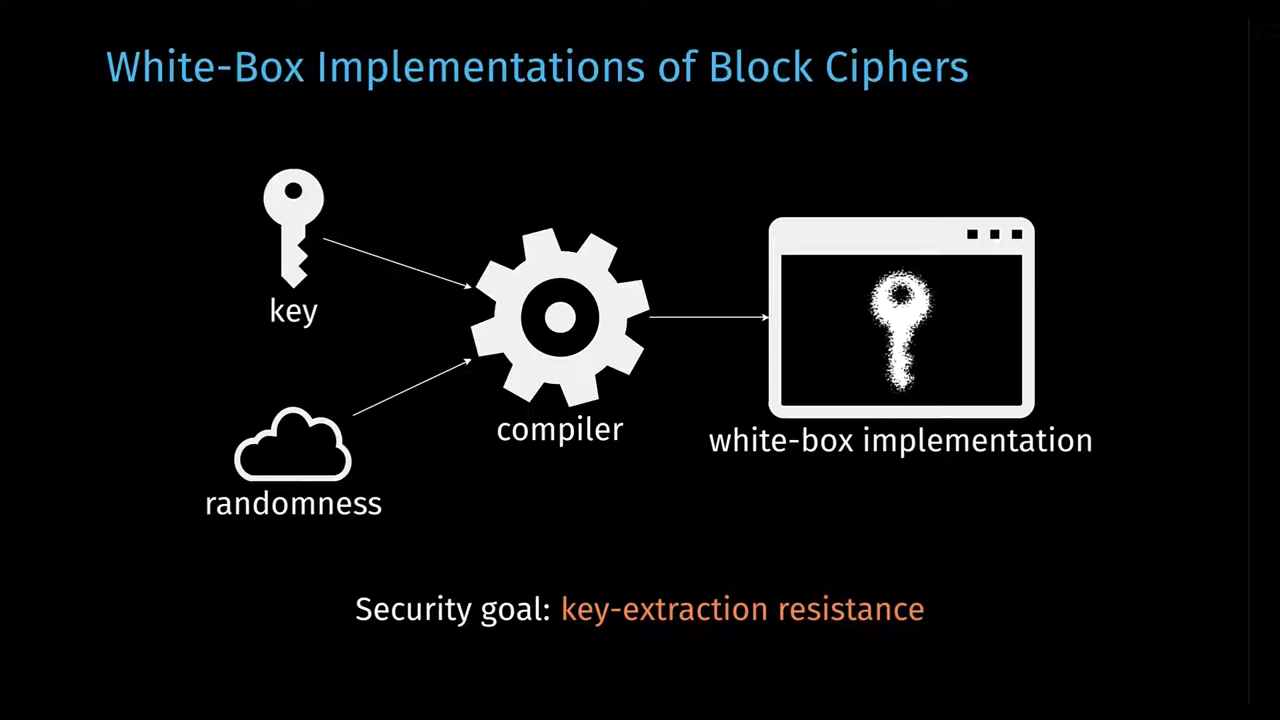 White-Box Implementations of Block Ciphers
key
compiler
white-box implementation
randomness
Security goal: key-extraction resistance